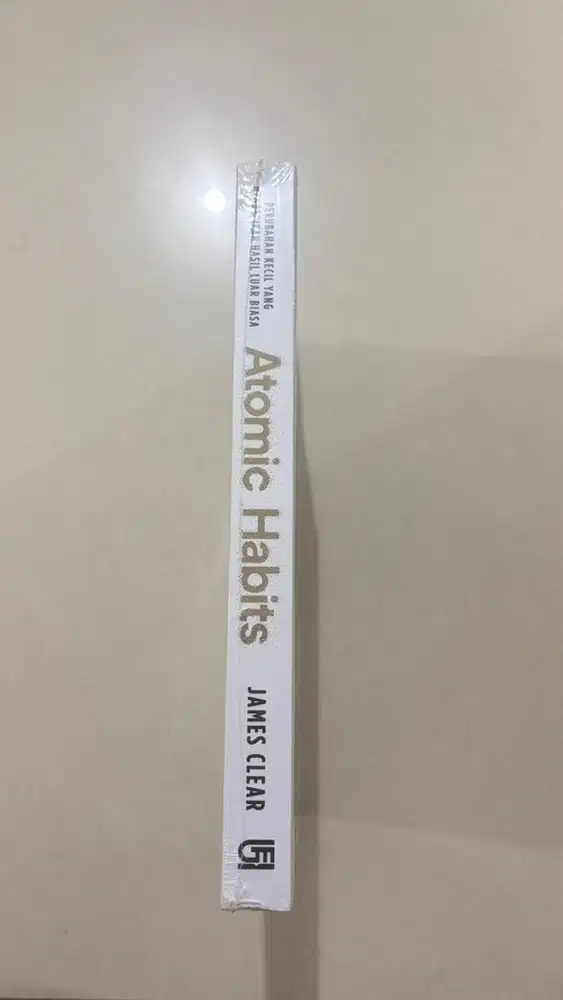 PERUBAHAN KECIL YANG
MEMBERIKAN HASIL LUAR BIASA
Atomic Habits
JAMES CLEAR